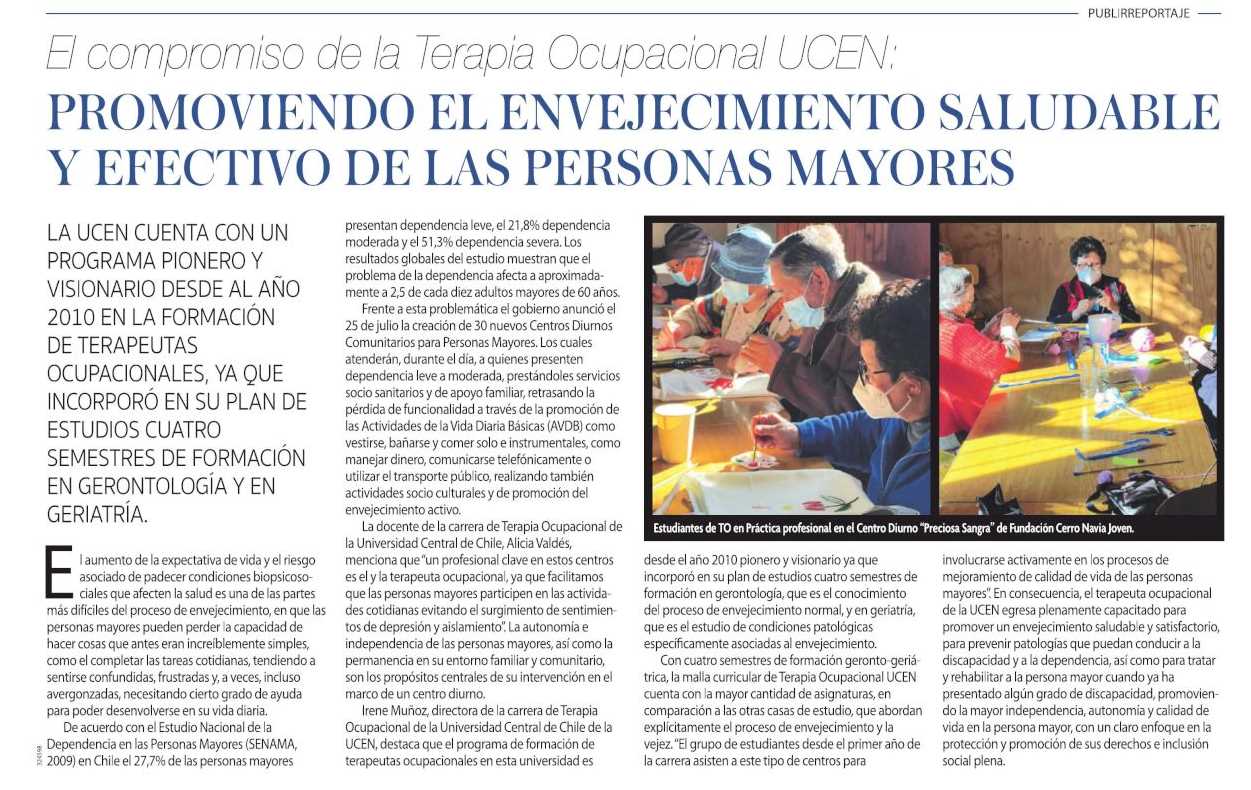 PUBLIRREPORTAJE
El compromiso de la Terapia Ocupacional UCEN:
PROMOVIENDO EL ENVEJECIMIENTO SALUDABLE
Y EFECTIVO DE LAS PERSONAS MAYORES
LA UCEN CUENTA CON UN
PROGRAMA PIONERO Y
VISIONARIO DESDE AL AÑO
2010 EN LA FORMACIÓN
DE TERAPEUTAS
OCUPACIONALES, YA QUE
INCORPORÓ EN SU PLAN DE
ESTUDIOS CUATRO
SEMESTRES DE FORMACIÓN
EN GERONTOLOGÍA Y EN
GERIATRÍA.
El aumento de la expectativa de vida y el riesgo
asociado de padecer condiciones biopsicoso-
ciales que afecten la salud es una de las partes
más difíciles del proceso de envejecimiento, en que las
personas mayores pueden perder la capacidad de
hacer cosas que antes eran increíblemente simples,
como el completar las tareas cotidianas, tendiendo a
sentirse confundidas, frustradas y, a veces, incluso
avergonzadas, necesitando cierto grado de ayuda
para poder desenvolverse en su vida diaria.
De acuerdo con el Estudio Nacional de la
Dependencia en las Personas Mayores (SENAMA,
2009) en Chile el 27,7% de las personas mayores
presentan dependencia leve, el 21,8% dependencia
moderada y el 51,3% dependencia severa. Los
resultados globales del estudio muestran que el
problema de la dependencia afecta a aproximada-
mente a 2,5 de cada diez adultos mayores de 60 años.
Frente a esta problemática el gobierno anunció el
25 de julio la creación de 30 nuevos Centros Diurnos
Comunitarios para Personas Mayores. Los cuales
atenderán, durante el día, a quienes presenten
dependencia leve a moderada, prestándoles servicios
socio sanitarios y de apoyo familiar, retrasando la
pérdida de funcionalidad a través de la promoción de
las Actividades de la Vida Diaria Básicas (AVDB) como
vestirse, bañarse y comer solo e instrumentales, como
manejar dinero, comunicarse telefónicamente o
utilizar el transporte público, realizando también
actividades socio culturales y de promoción del
envejecimiento activo.
La docente de la carrera de Terapia Ocupacional de
la Universidad Central de Chile, Alicia Valdés,
menciona que “un profesional clave en estos centros
es el y la terapeuta ocupacional, ya que facilitamos
que las personas mayores participen en las activida-
des cotidianas evitando el surgimiento de sentimien-
tos de depresión y aislamiento”. La autonomía e
independencia de las personas mayores, así como la
permanencia en su entorno familiar y comunitario,
son los propósitos centrales de su intervención en el
marco de un centro diurno.
Irene Muñoz, directora de la carrera de Terapia
Ocupacional de la Universidad Central de Chile de la
UCEN, destaca que el programa de formación de
terapeutas ocupacionales en esta universidad es
Estudiantes de TO en Práctica profesional en el Centro Diurno “Preciosa Sangra” de Fundación Cerro Navia Joven.
desde el año 2010 pionero y visionario ya que
incorporó en su plan de estudios cuatro semestres de
formación en gerontología, que es el conocimiento
del proceso de envejecimiento normal, y en geriatría,
que es el estudio de condiciones patológicas
específicamente asociadas al envejecimiento.
Con cuatro semestres de formación geronto-geriá-
trica, la malla curricular de Terapia Ocupacional UCEN
cuenta con la mayor cantidad de asignaturas, en
comparación a las otras casas de estudio, que abordan
explícitamente el proceso de envejecimiento y la
vejez. “El grupo de estudiantes desde el primer año de
la carrera asisten a este tipo de centros para
involucrarse activamente en los procesos de
mejoramiento de calidad de vida de las personas
mayores”. En consecuencia, el terapeuta ocupacional
de la UCEN egresa plenamente capacitado para
promover un envejecimiento saludable y satisfactorio,
para prevenir patologías que puedan conducir a la
discapacidad y a la dependencia, así como para tratar
y rehabilitar a la persona mayor cuando ya ha
presentado algún grado de discapacidad, promovien-
do la mayor independencia, autonomía y calidad de
vida en la persona mayor, con un claro enfoque en la
protección y promoción de sus derechos e inclusión
social plena.